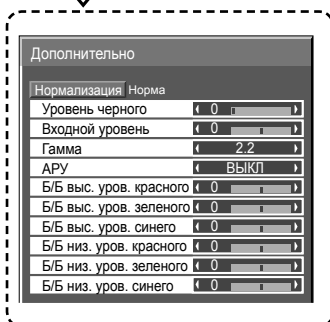 Дополнительно
Нормализация Норма
Уровень черного 0
Входной уровень 0
Гамма 2.2
АРУ ВЫКЛ
Б/Б выс. уров. красного 0
Б/Б выс. уров. зеленого 0
Б/Б выс. уров. синего 0
Б/Б низ. уров. красного 0
Б/Б низ. уров. зеленого 0
Б/Б низ. уров. синего 0